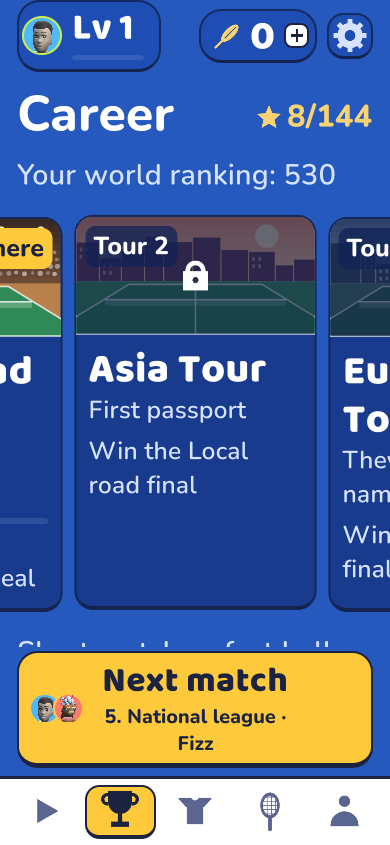 Lv 1
0
Career
8/144
Your world ranking: 530
Tour 2
Asia Tour
First passport
Win the Local
road final
Next match
5. National league ·
Fizz